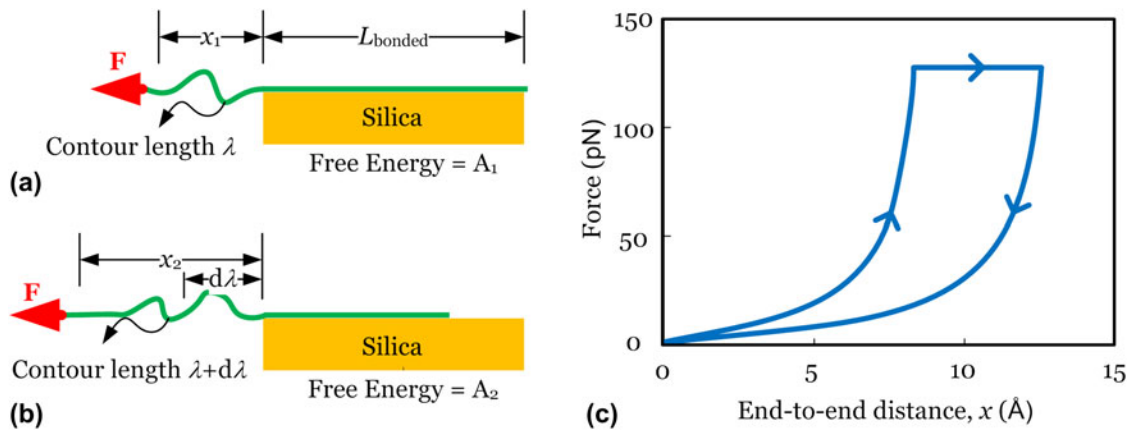 x₁
L bonded
F
Silica
Contour length λ
Free Energy = A₁
(a)
x₂
dλ
F
Silica
Contour length λ+dλ
Free Energy = A₂
(b)
150
100
50
0
Force (pN)
0 5 10 15
End-to-end distance, x (Å)
(c)